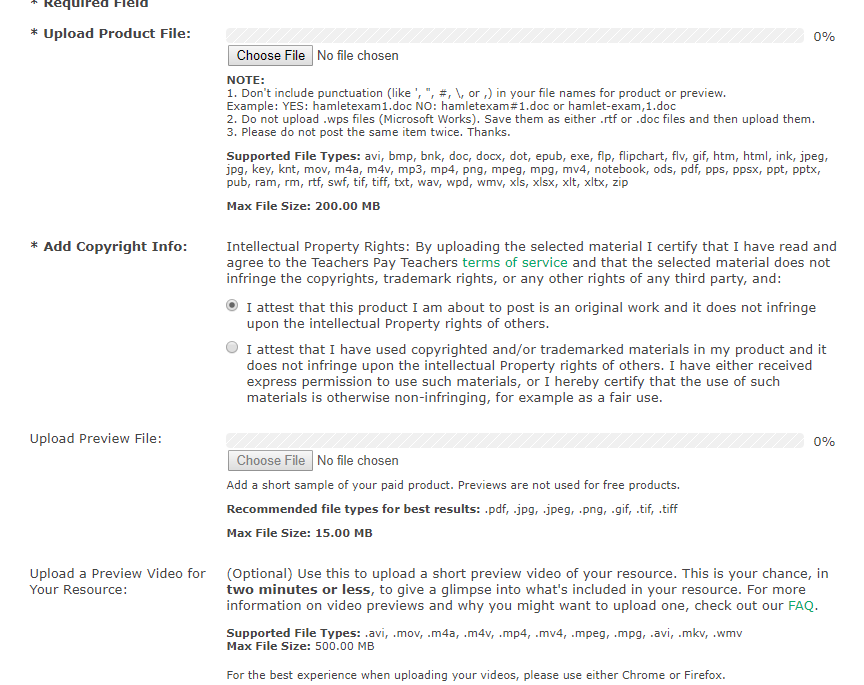 * Required Field
* Upload Product File:
0%
Choose File No file chosen
NOTE:
1. Don't include punctuation (like ', ", #, \, or ,) in your file names for product or preview.
Example: YES: hamletexam1.doc NO: hamletexam#1.doc or hamlet-exam,1.doc
2. Do not upload .wps files (Microsoft Works). Save them as either .rtf or .doc files and then upload them.
3. Please do not post the same item twice. Thanks.
Supported File Types: avi, bmp, bnk, doc, docx, dot, epub, exe, flp, flipchart, flv, gif, htm, html, ink, jpeg,
jpg, key, knt, mov, m4a, m4v, mp3, mp4, png, mpeg, mpg, mv4, notebook, ods, pdf, pps, ppsx, ppt, pptx,
pub, ram, rm, rtf, swf, tif, tiff, txt, wav, wpd, wmv, xls, xlsx, xlt, xltx, zip
Max File Size: 200.00 MB
* Add Copyright Info:
Intellectual Property Rights: By uploading the selected material I certify that I have read and
agree to the Teachers Pay Teachers terms of service and that the selected material does not
infringe the copyrights, trademark rights, or any other rights of any third party, and:
I attest that this product I am about to post is an original work and it does not infringe
upon the intellectual Property rights of others.
I attest that I have used copyrighted and/or trademarked materials in my product and it
does not infringe upon the intellectual Property rights of others. I have either received
express permission to use such materials, or I hereby certify that the use of such
materials is otherwise non-infringing, for example as a fair use.
Upload Preview File:
0%
Choose File No file chosen
Add a short sample of your paid product. Previews are not used for free products.
Recommended file types for best results: .pdf, .jpg, .jpeg, .png, .gif, .tif, .tiff
Max File Size: 15.00 MB
Upload a Preview Video for
Your Resource:
(Optional) Use this to upload a short preview video of your resource. This is your chance, in
two minutes or less, to give a glimpse into what's included in your resource. For more
information on video previews and why you might want to upload one, check out our FAQ.
Supported File Types: .avi, .mov, .m4a, .m4v, .mp4, .mv4, .mpeg, .mpg, .avi, .mkv, .wmv
Max File Size: 500.00 MB
For the best experience when uploading your videos, please use either Chrome or Firefox.